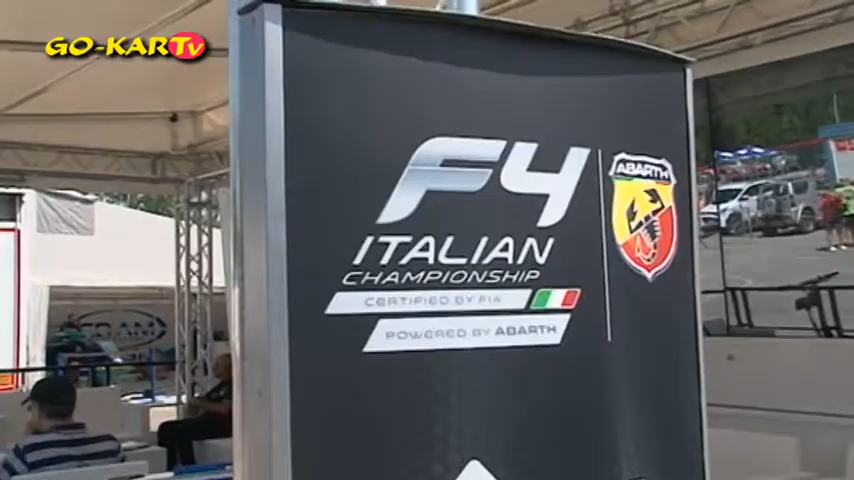 GO-KARTv
F4
ABARTH
ITALIAN
CHAMPIONSHIP
CERTIFIED BY FIA
POWERED BY ABARTH